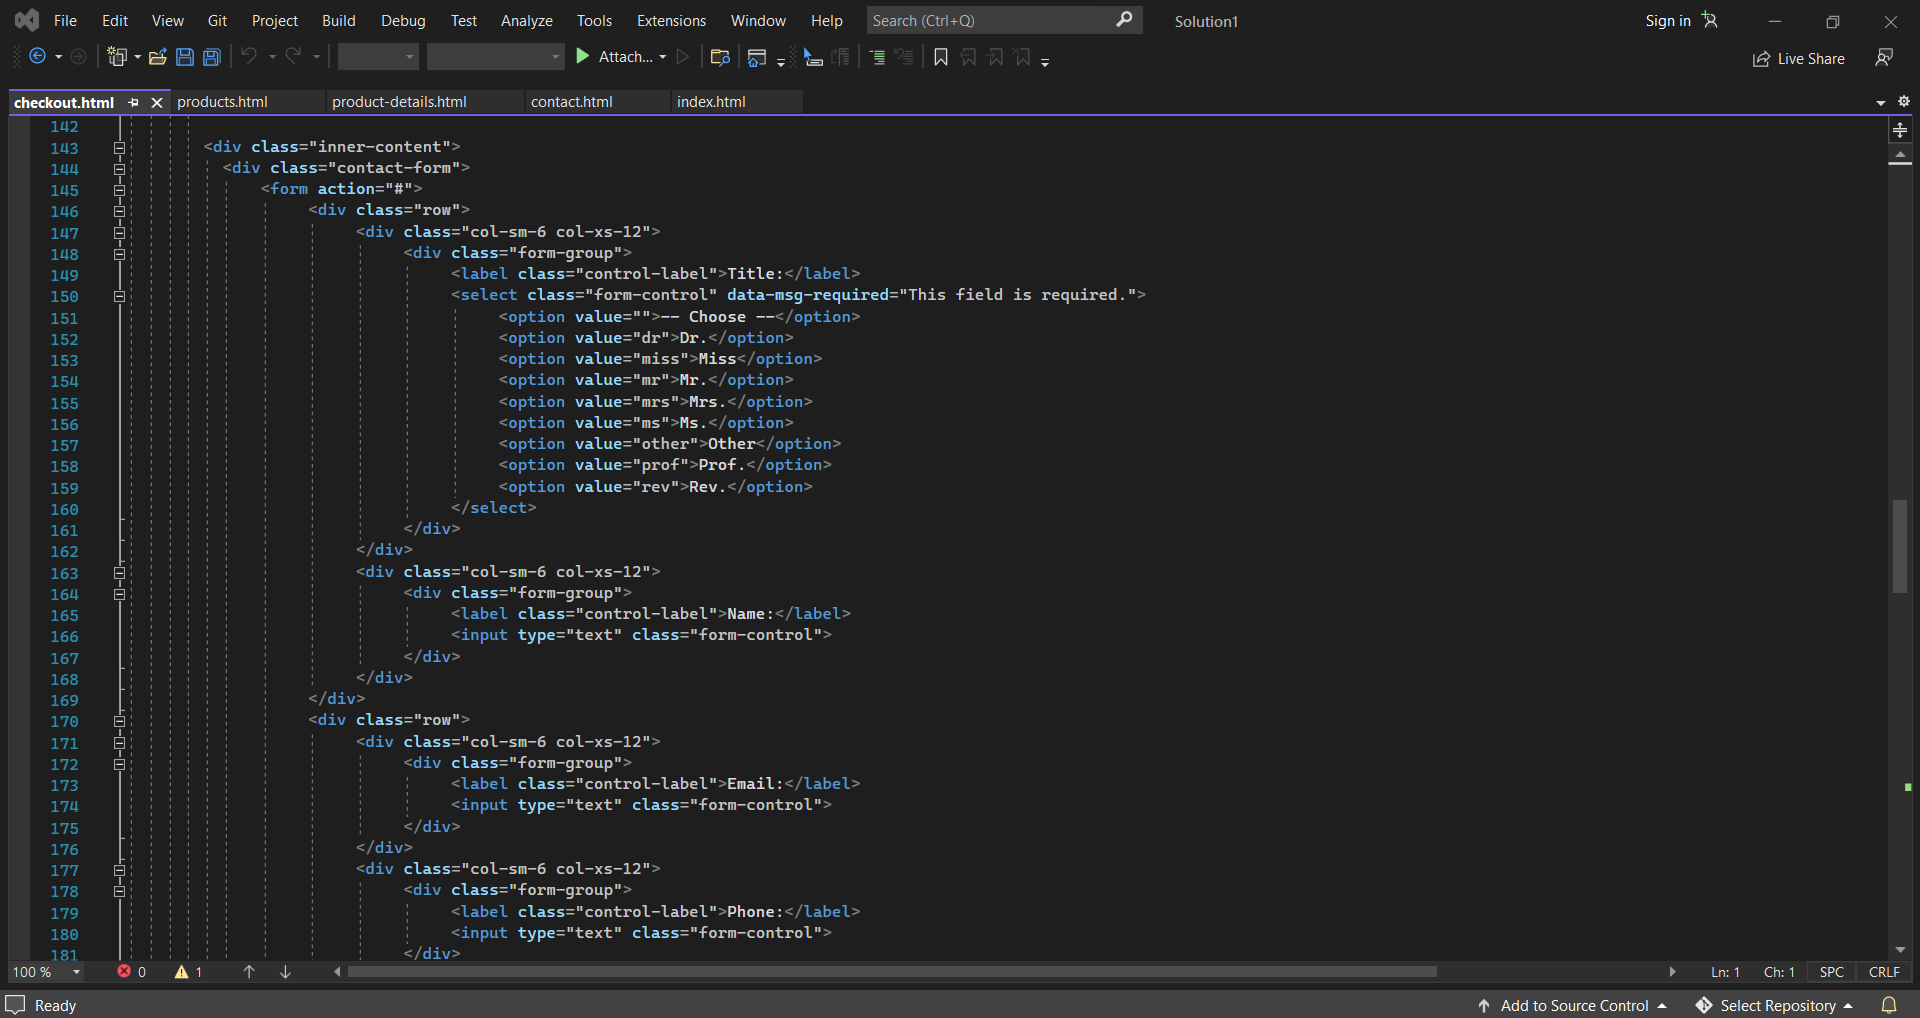 File Edit View Git Project Build Debug Test Analyze Tools Extensions Window Help Search (Ctrl+Q) Solution1 Sign in
Attach... Live Share
checkout.html products.html product-details.html contact.html index.html
142
143 <div class="inner-content">
144 <div class="contact-form">
145 <form action="#">
146 <div class="row">
147 <div class="col-sm-6 col-xs-12">
148 <div class="form-group">
149 <label class="control-label">Title:</label>
150 <select class="form-control" data-msg-required="This field is required.">
151 <option value="">-- Choose --</option>
152 <option value="dr">Dr.</option>
153 <option value="miss">Miss</option>
154 <option value="mr">Mr.</option>
155 <option value="mrs">Mrs.</option>
156 <option value="ms">Ms.</option>
157 <option value="other">Other</option>
158 <option value="prof">Prof.</option>
159 <option value="rev">Rev.</option>
160 </select>
161 </div>
162 </div>
163 <div class="col-sm-6 col-xs-12">
164 <div class="form-group">
165 <label class="control-label">Name:</label>
166 <input type="text" class="form-control">
167 </div>
168 </div>
169 </div>
170 <div class="row">
171 <div class="col-sm-6 col-xs-12">
172 <div class="form-group">
173 <label class="control-label">Email:</label>
174 <input type="text" class="form-control">
175 </div>
176 </div>
177 <div class="col-sm-6 col-xs-12">
178 <div class="form-group">
179 <label class="control-label">Phone:</label>
180 <input type="text" class="form-control">
181 </div>
100 % 0 1 Ln: 1 Ch: 1 SPC CRLF
Ready Add to Source Control Select Repository